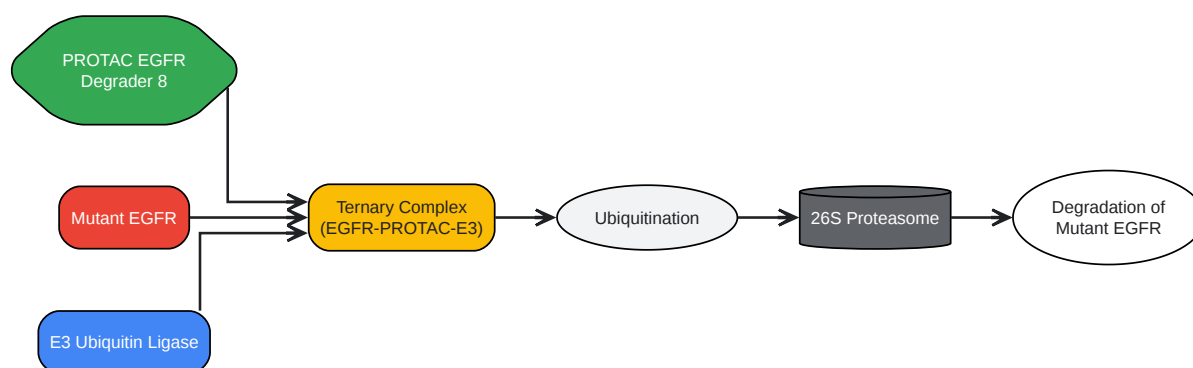 PROTAC EGFR
Degrader 8
Mutant EGFR
E3 Ubiquitin Ligase
Ternary Complex
(EGFR-PROTAC-E3)
Ubiquitination
26S Proteasome
Degradation of
Mutant EGFR